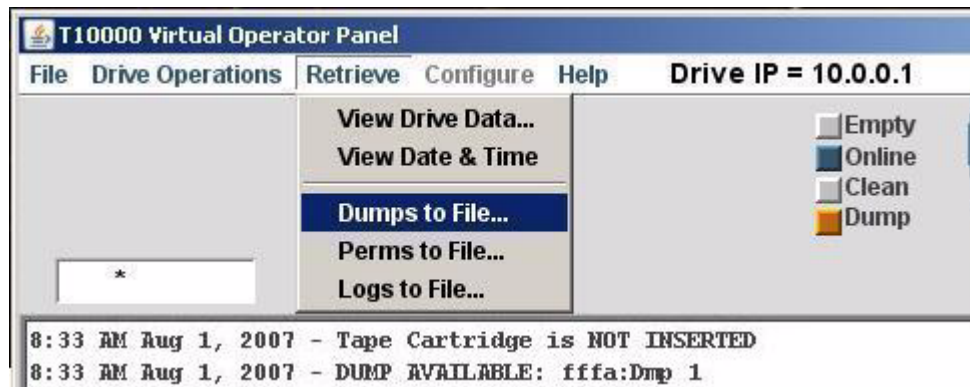 T10000 Virtual Operator Panel
File Drive Operations Retrieve Configure Help Drive IP = 10.0.0.1
View Drive Data...
View Date & Time
Dumps to File...
Perms to File...
Logs to File...
Empty
Online
Clean
Dump
*
8:33 AM Aug 1, 2007 - Tape Cartridge is NOT INSERTED
8:33 AM Aug 1, 2007 - DUMP AVAILABLE: fffa:Dmp 1